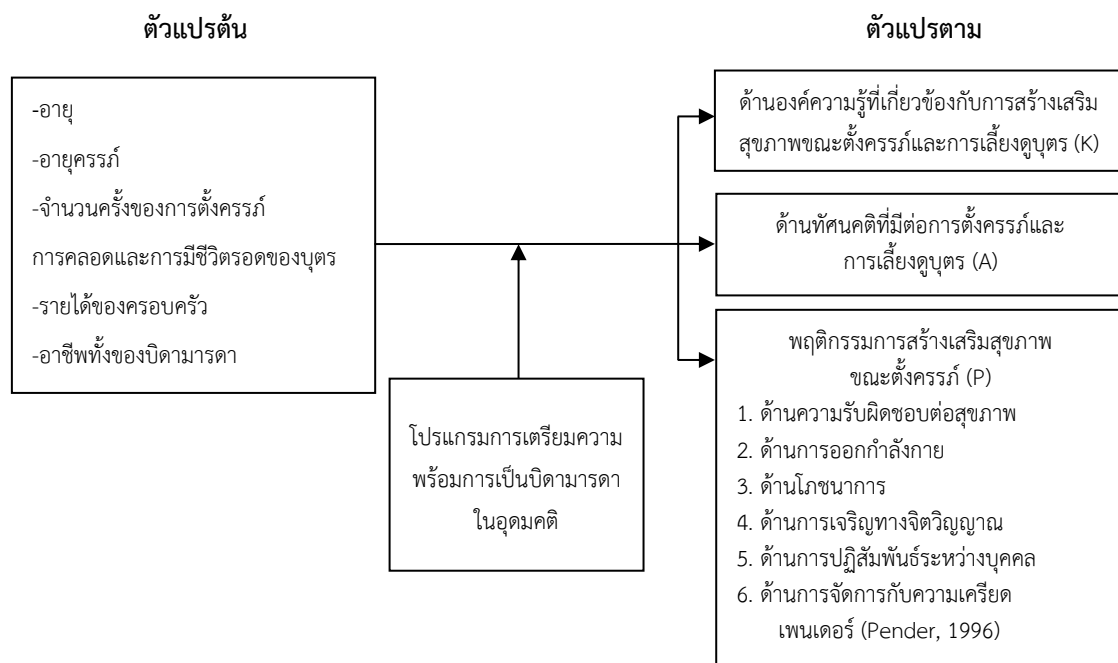 ตัวแปรต้น
-อายุ
-อายุครรภ์
-จำนวนครั้งของการตั้งครรภ์
การคลอดและการมีชีวิตรอดของบุตร
-รายได้ของครอบครัว
-อาชีพทั้งของบิดามารดา
โปรแกรมการเตรียมความ
พร้อมการเป็นบิดามารดา
ในอุดมคติ
ตัวแปรตาม
ด้านองค์ความรู้ที่เกี่ยวข้องกับการสร้างเสริม
สุขภาพขณะตั้งครรภ์และการเลี้ยงดูบุตร (K)
ด้านทัศนคติที่มีต่อการตั้งครรภ์และ
การเลี้ยงดูบุตร (A)
พฤติกรรมการสร้างเสริมสุขภาพ
ขณะตั้งครรภ์ (P)
1. ด้านความรับผิดชอบต่อสุขภาพ
2. ด้านการออกกำลังกาย
3. ด้านโภชนาการ
4. ด้านการเจริญทางจิตวิญญาณ
5. ด้านการปฏิสัมพันธ์ระหว่างบุคคล
6. ด้านการจัดการกับความเครียด
เพนเดอร์ (Pender, 1996)